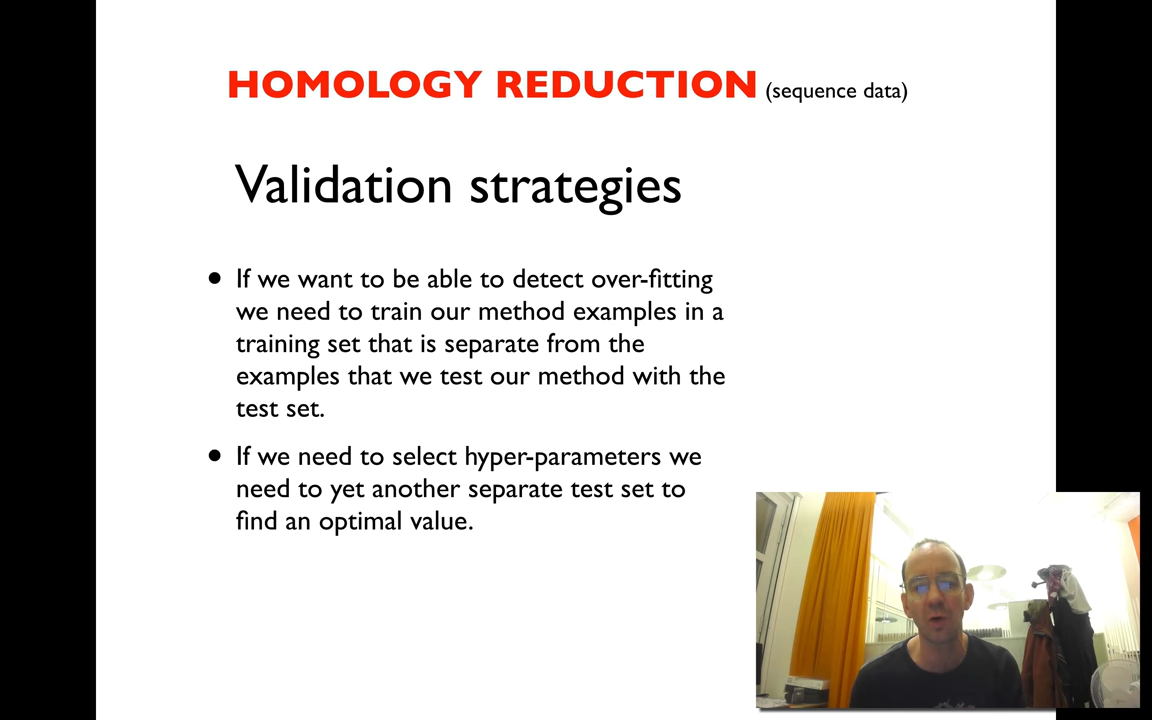 HOMOLOGY REDUCTION (sequence data)
Validation strategies
• If we want to be able to detect over-fitting
we need to train our method examples in a
training set that is separate from the
examples that we test our method with the
test set.
• If we need to select hyper-parameters we
need to yet another separate test set to
find an optimal value.